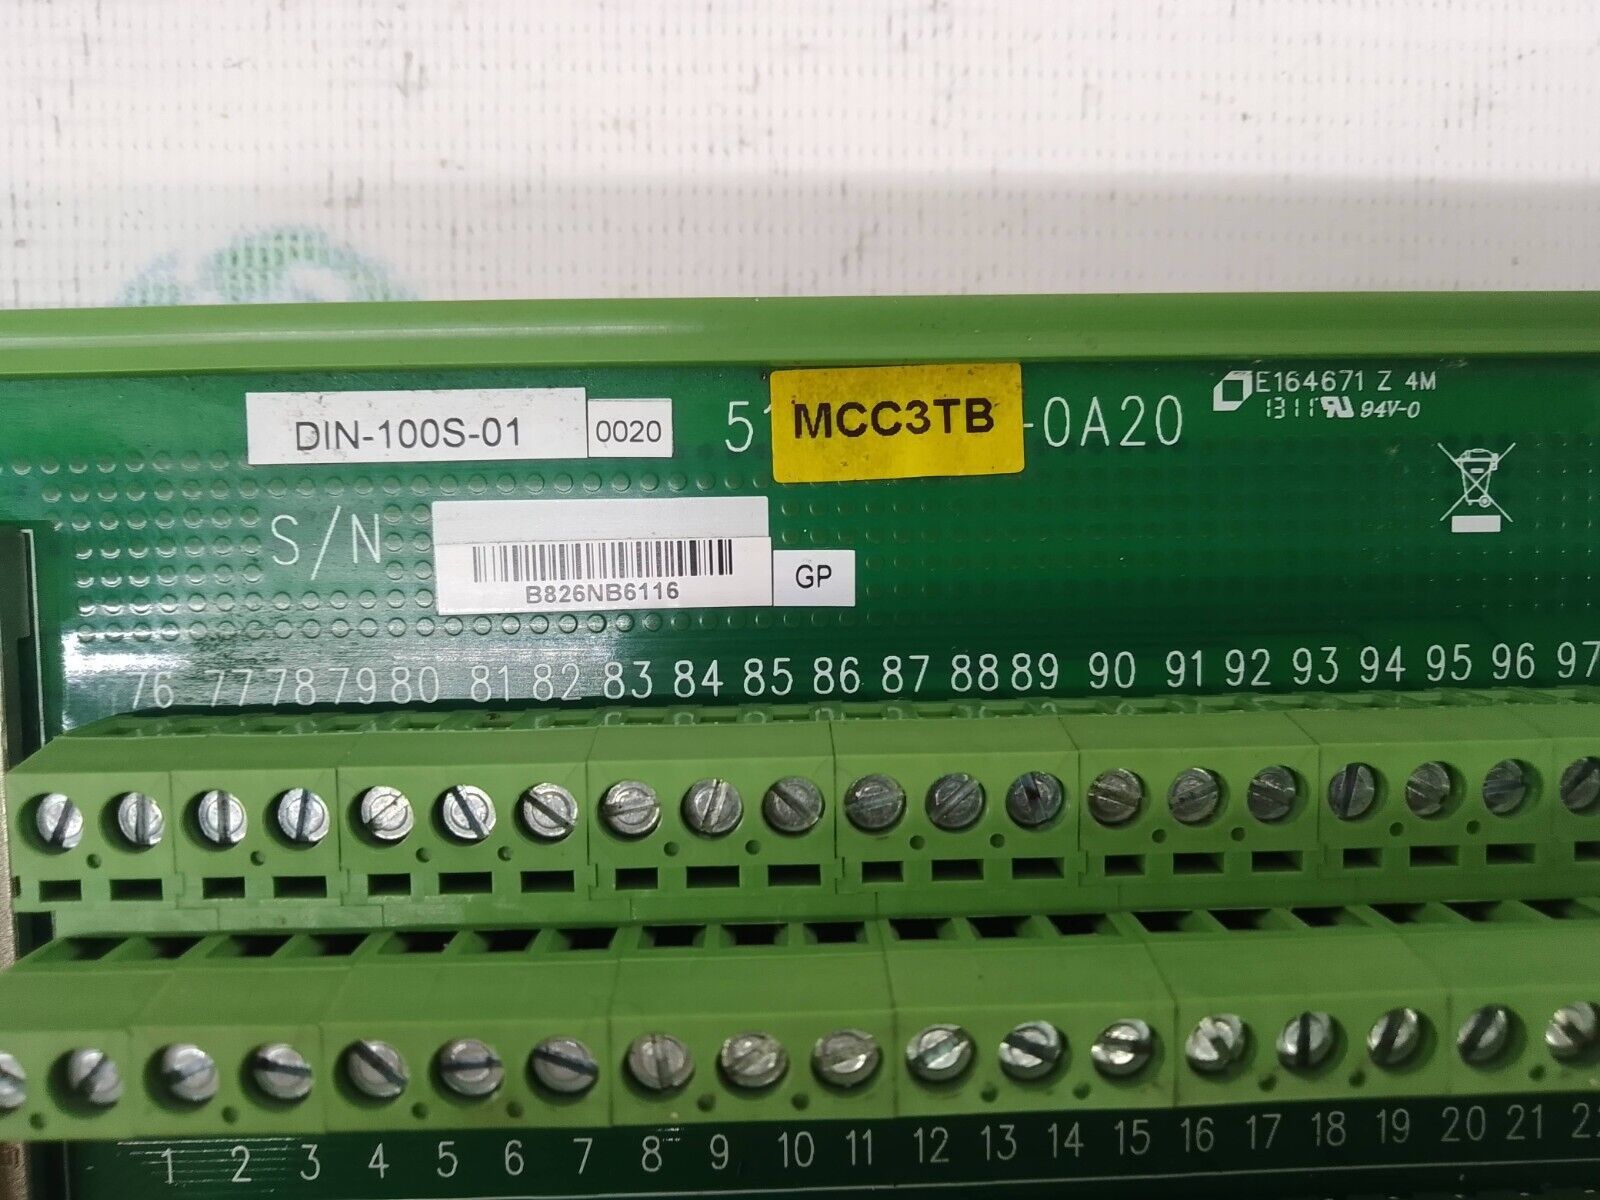 DIN-100S-01 0020 5 MCC3TB -0A20 E164671 Z 4M
1311 94V-0
S/N
B826NB6116 GP
76 77 78 79 80 81 82 83 84 85 86 87 88 89 90 91 92 93 94 95 96 97
1 2 3 4 5 6 7 8 9 10 11 12 13 14 15 16 17 18 19 20 21